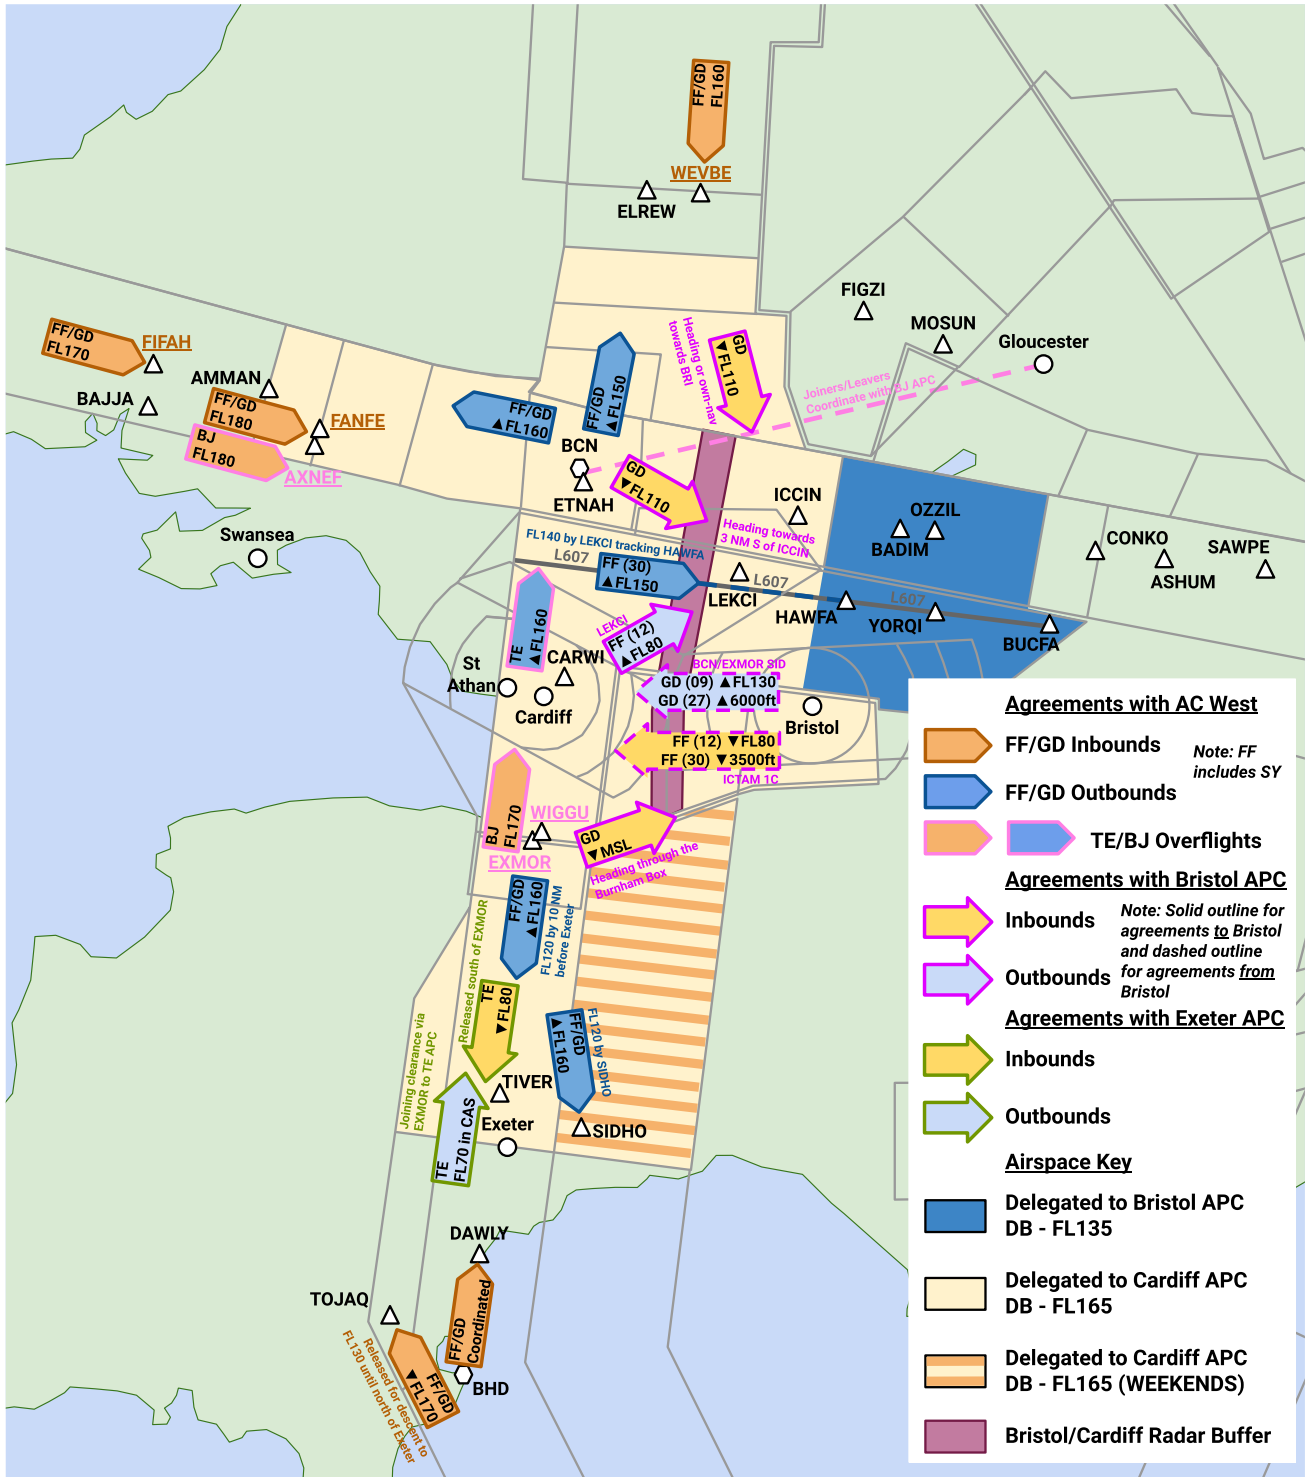 FF/GD
FL160
WEVBE
ELREW
FIGZI
MOSUN
Gloucester
FF/GD
FL170
FIFAH
BAJJA
AMMAN
FF/GD
FL180
FANFE
BJ
FL180
AXNEF
Swansea
FF/GD
▲FL160
FF/GD
▲FL150
Heading or own-nav
towards BRI
GD
▼FL110
Joiners/Leavers
Coordinate with BJ APC
BCN
ETNAH
GD
▼FL110
ICCIN
Heading towards
3 NM S of ICCIN
OZZIL
BADIM
CONKO
ASHUM
SAWPE
FL140 by LEKCI tracking HAWFA
L607
FF (30)
▲FL150
LEKCI
L607
HAWFA
L607
YORQI
BUCFA
TE
▲FL160
LEKCI
FF (12)
▲FL80
CARWI
St
Athan
Cardiff
BCN/EXMOR SID
GD (09) ▲FL130
GD (27) ▲6000ft
Bristol
FF (12) ▼FL80
FF (30) ▼3500ft
ICTAM 1C
BJ
FL170
WIGGU
EXMOR
GD
▼MSL
Heading through the
Burnham Box
FF/GD
▲FL160
FL120 by 10 NM
before Exeter
Released south of EXMOR
TE
▼FL80
FF/GD
▲FL160
FL120 by SIDHO
Joining clearance via
EXMOR to TE APC
TIVER
TE
FL70 in CAS
Exeter
SIDHO
DAWLY
FF/GD
Coordinated
TOJAQ
BHD
FF/GD
▼FL170
Released for descent to
FL130 until north of Exeter
Agreements with AC West
FF/GD Inbounds
Note: FF
includes SY
FF/GD Outbounds
TE/BJ Overflights
Agreements with Bristol APC
Inbounds
Outbounds
Note: Solid outline for
agreements to Bristol
and dashed outline
for agreements from
Bristol
Agreements with Exeter APC
Inbounds
Outbounds
Airspace Key
Delegated to Bristol APC
DB - FL135
Delegated to Cardiff APC
DB - FL165
Delegated to Cardiff APC
DB - FL165 (WEEKENDS)
Bristol/Cardiff Radar Buffer